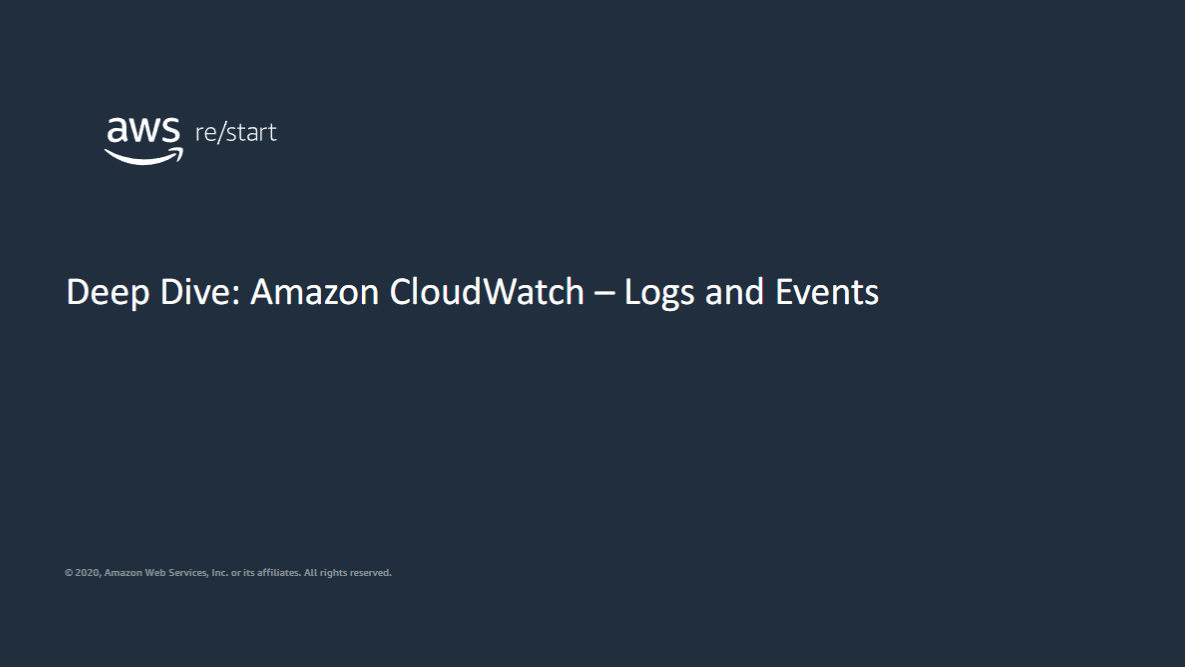 aws re/start
Deep Dive: Amazon CloudWatch – Logs and Events
© 2020, Amazon Web Services, Inc. or its affiliates. All rights reserved.